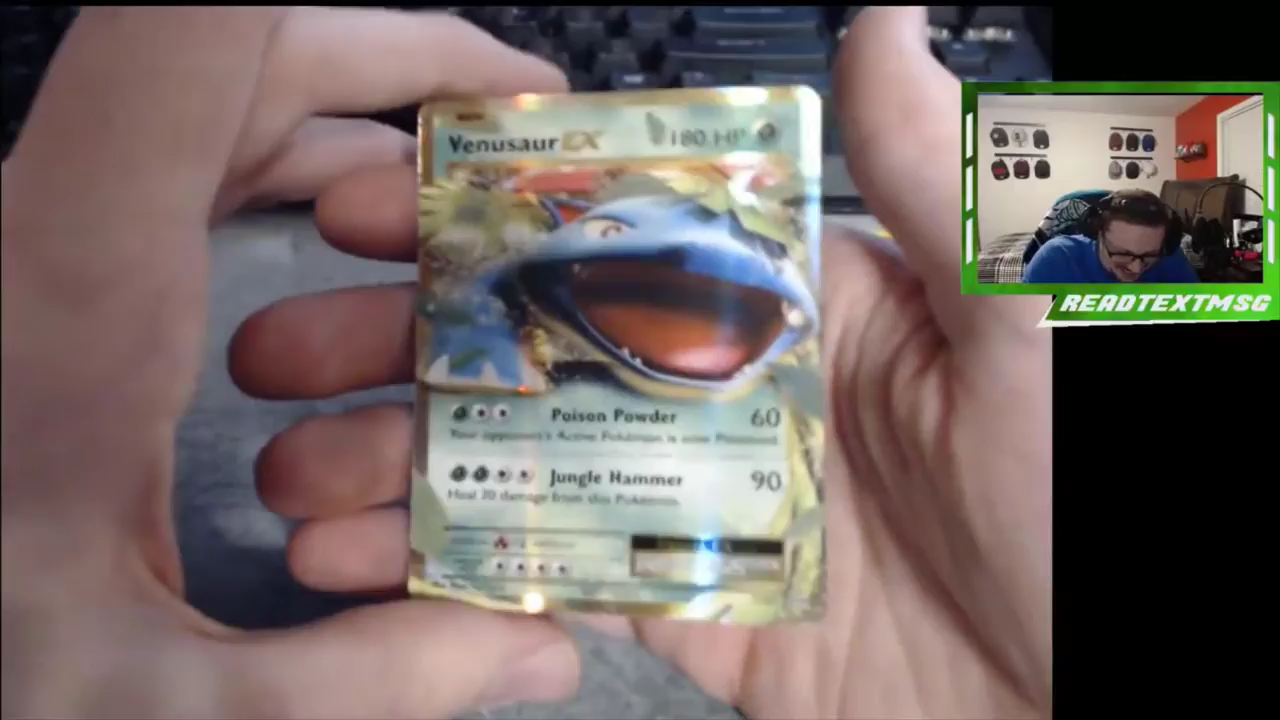 Venusaur EX 180 HP
READTEXTMSG
Poison Powder 60
Your opponent's Active Pokémon is now Poisoned.
Jungle Hammer 90
Heal 30 damage from this Pokémon.